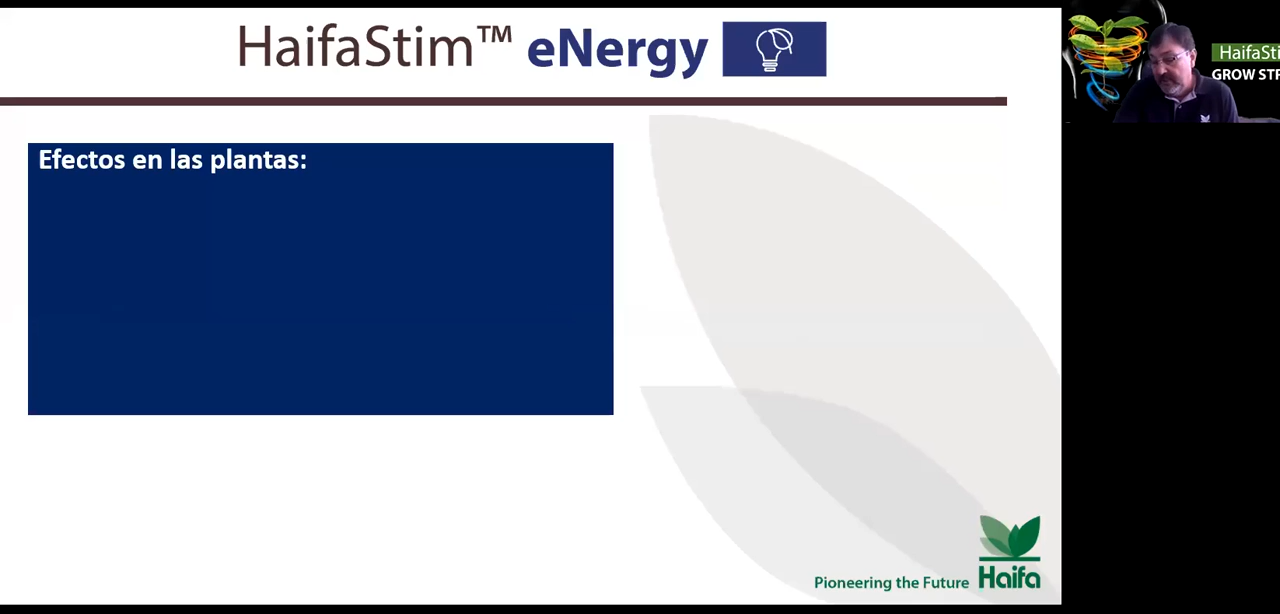 HaifaStim™ eNergy
Efectos en las plantas:
Pioneering the Future
Haifa
HaifaSti
GROW STR